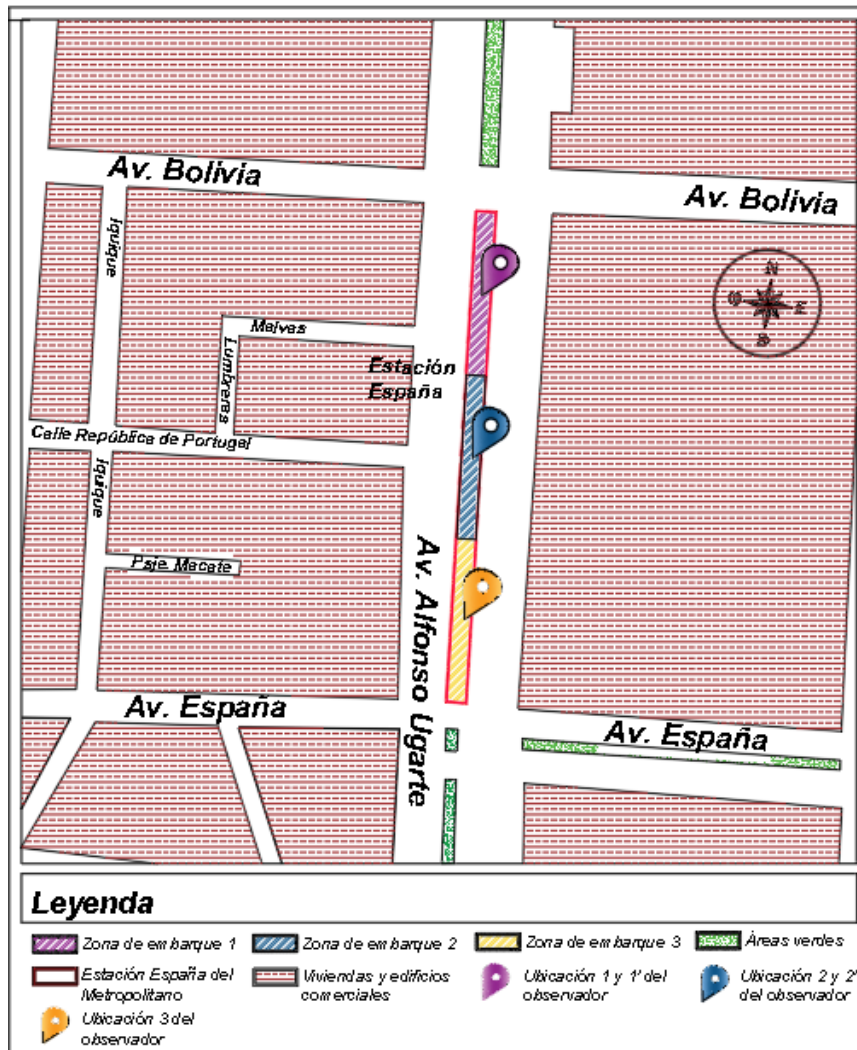 Av. Bolivia
Av. Bolivia
Iquique
N
O
E
S
Malvas
Lumbreras
Estación
España
Calle República de Portugal
Iquique
Psje. Macate
Av. Alfonso Ugarte
Av. España
Av. España
Leyenda
Zona de embarque 1
Zona de embarque 2
Zona de embarque 3
Áreas verdes
Estación España del
Metropolitano
Viviendas y edificios
comerciales
Ubicación 1 y 1' del
observador
Ubicación 2 y 2'
del observador
Ubicación 3 del
observador